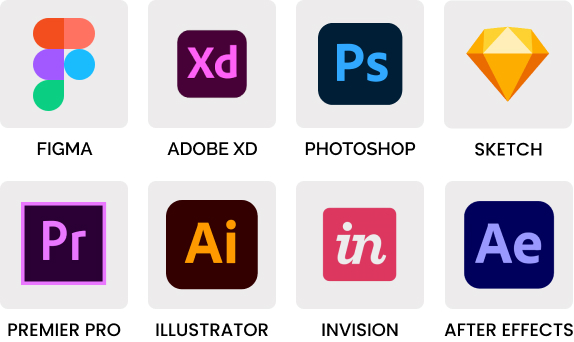 Xd
Ps
FIGMA
ADOBE XD
PHOTOSHOP
SKETCH
Pr
Ai
in
Ae
PREMIER PRO
ILLUSTRATOR
INVISION
AFTER EFFECTS